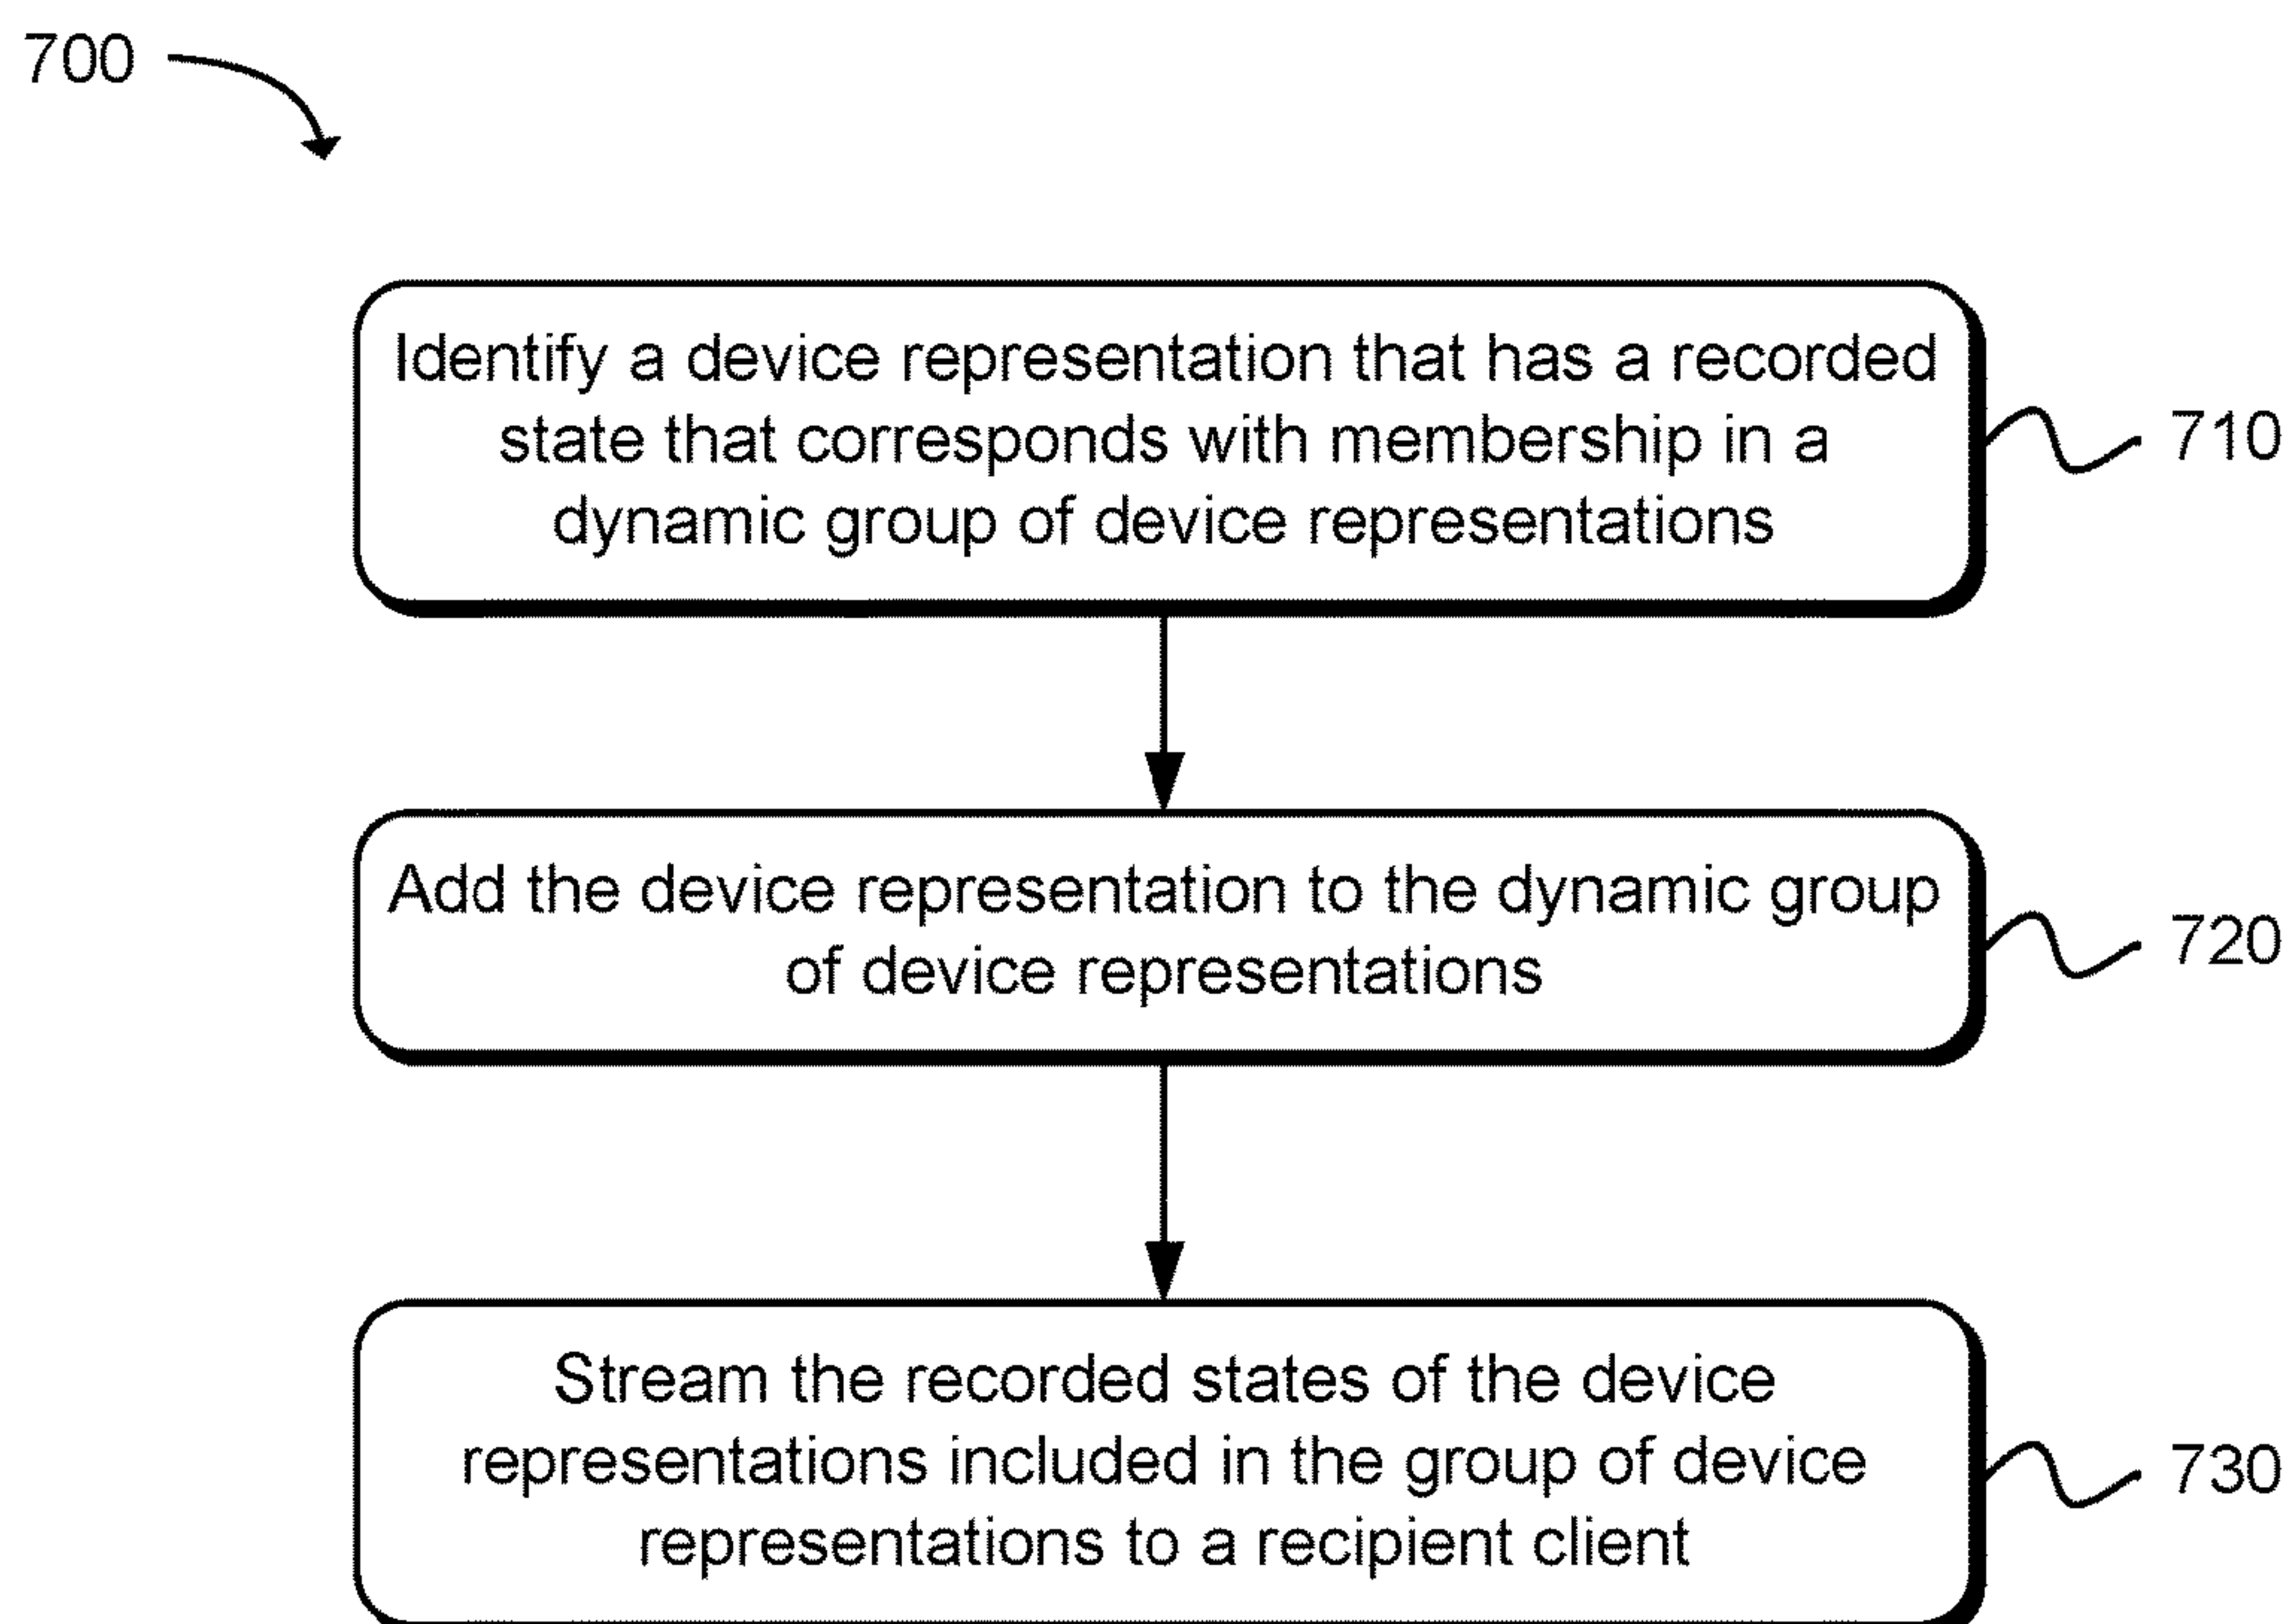 700
Identify a device representation that has a recorded
state that corresponds with membership in a
dynamic group of device representations
710
Add the device representation to the dynamic group
of device representations
720
Stream the recorded states of the device
representations included in the group of device
representations to a recipient client
730